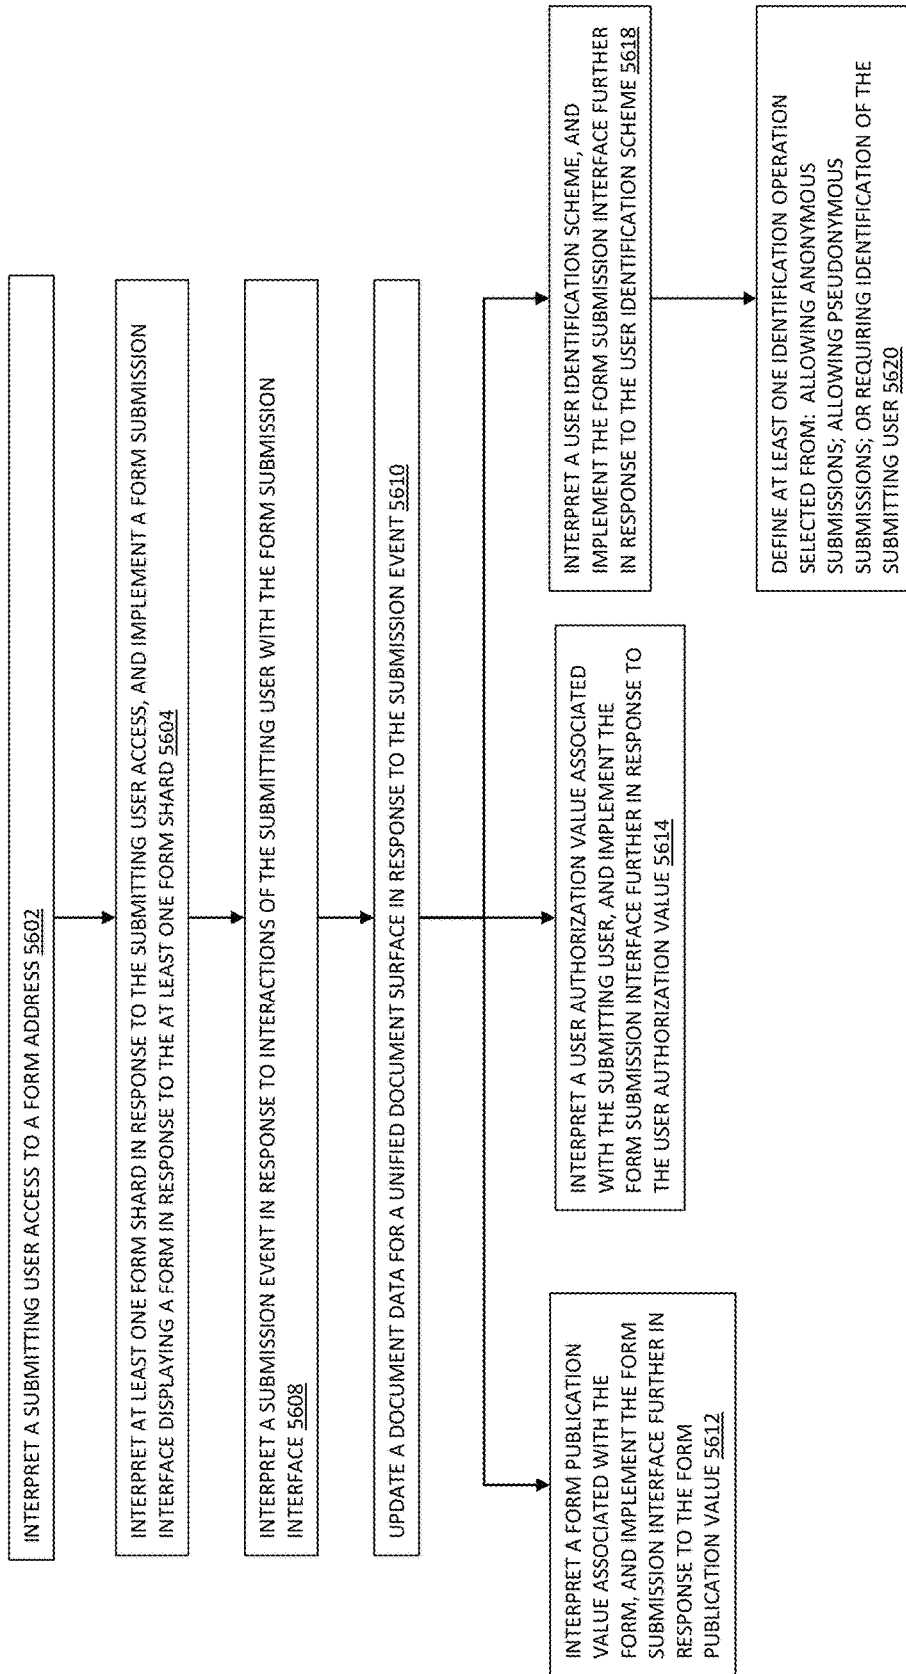 INTERPRET A SUBMITTING USER ACCESS TO A FORM ADDRESS 5602
INTERPRET AT LEAST ONE FORM SHARD IN RESPONSE TO THE SUBMITTING USER ACCESS, AND IMPLEMENT A FORM SUBMISSION
INTERFACE DISPLAYING A FORM IN RESPONSE TO THE AT LEAST ONE FORM SHARD 5604
INTERPRET A SUBMISSION EVENT IN RESPONSE TO INTERACTIONS OF THE SUBMITTING USER WITH THE FORM SUBMISSION
INTERFACE 5608
UPDATE A DOCUMENT DATA FOR A UNIFIED DOCUMENT SURFACE IN RESPONSE TO THE SUBMISSION EVENT 5610
INTERPRET A FORM PUBLICATION
VALUE ASSOCIATED WITH THE
FORM, AND IMPLEMENT THE FORM
SUBMISSION INTERFACE FURTHER IN
RESPONSE TO THE FORM
PUBLICATION VALUE 5612
INTERPRET A USER AUTHORIZATION VALUE ASSOCIATED
WITH THE SUBMITTING USER, AND IMPLEMENT THE
FORM SUBMISSION INTERFACE FURTHER IN RESPONSE TO
THE USER AUTHORIZATION VALUE 5614
INTERPRET A USER IDENTIFICATION SCHEME, AND
IMPLEMENT THE FORM SUBMISSION INTERFACE FURTHER
IN RESPONSE TO THE USER IDENTIFICATION SCHEME 5618
DEFINE AT LEAST ONE IDENTIFICATION OPERATION
SELECTED FROM: ALLOWING ANONYMOUS
SUBMISSIONS; ALLOWING PSEUDONYMOUS
SUBMISSIONS; OR REQUIRING IDENTIFICATION OF THE
SUBMITTING USER 5620